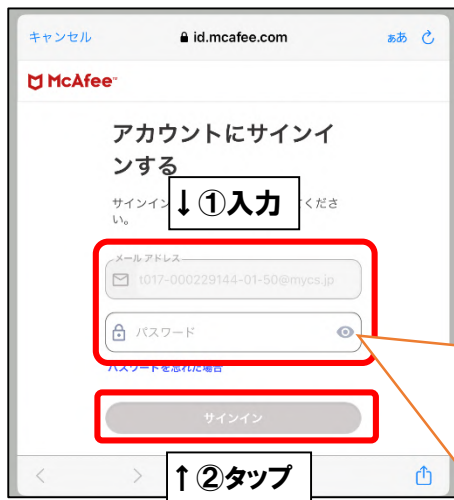 キャンセル id.mcafee.com ぁあ
McAfee™
アカウントにサインイ
ンする
サインイン くださ
い。
↓①入力
メール アドレス
t017-000229144-01-50@mycs.jp
パスワード
パスワードを忘れた場合
サインイン
↑②タップ